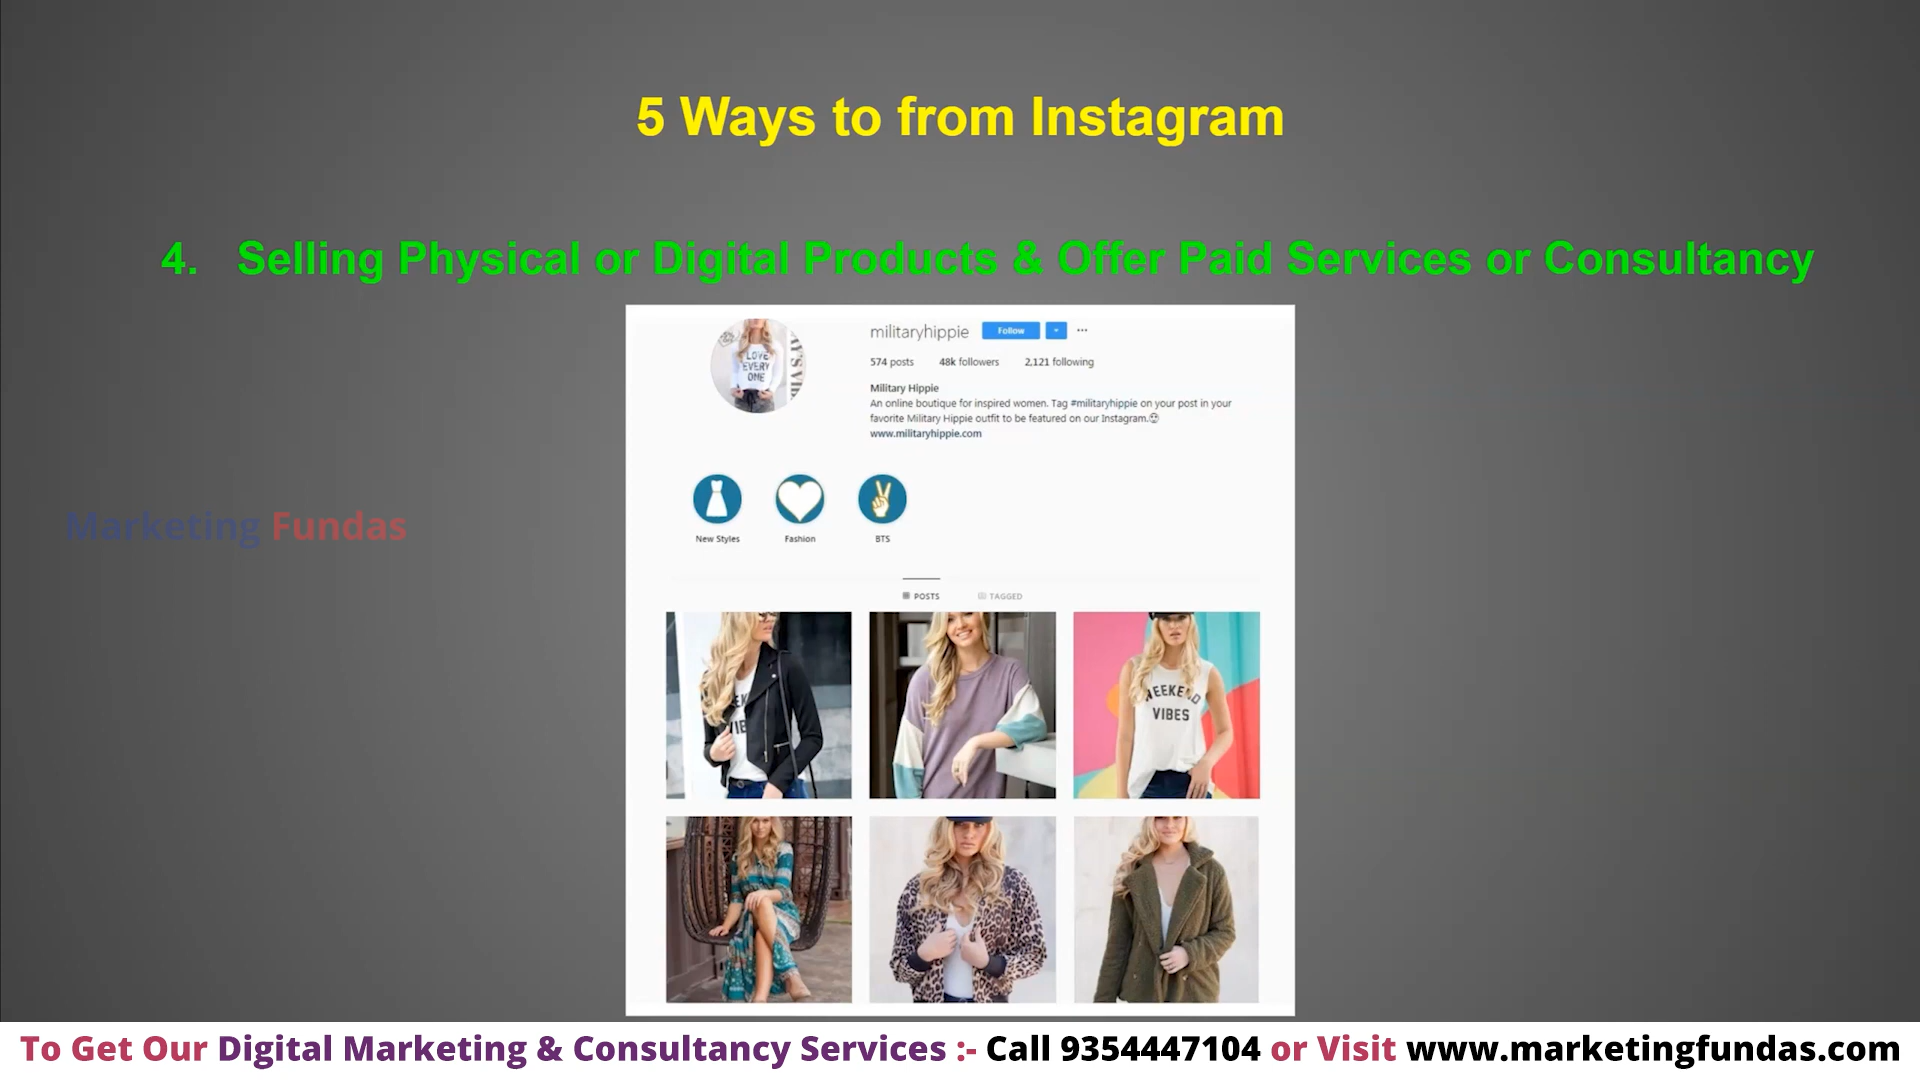 5 Ways to from Instagram
4. Selling Physical or Digital Products & Offer Paid Services or Consultancy
militaryhippie Follow ...
574 posts 48k followers 2,121 following
Military Hippie
An online boutique for inspired women. Tag #militaryhippie on your post in your
favorite Military Hippie outfit to be featured on our Instagram.
www.militaryhippie.com
LOVE
EVERY
ONE
New Styles Fashion BTS
Marketing Fundas
POSTS TAGGED
WEEKEND
VIBES
To Get Our Digital Marketing & Consultancy Services :- Call 9354447104 or Visit www.marketingfundas.com